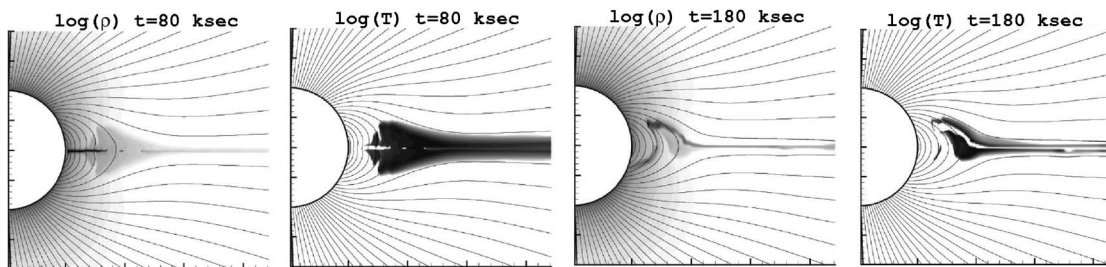 log(ρ) t=80 ksec
log(T) t=80 ksec
log(ρ) t=180 ksec
log(T) t=180 ksec